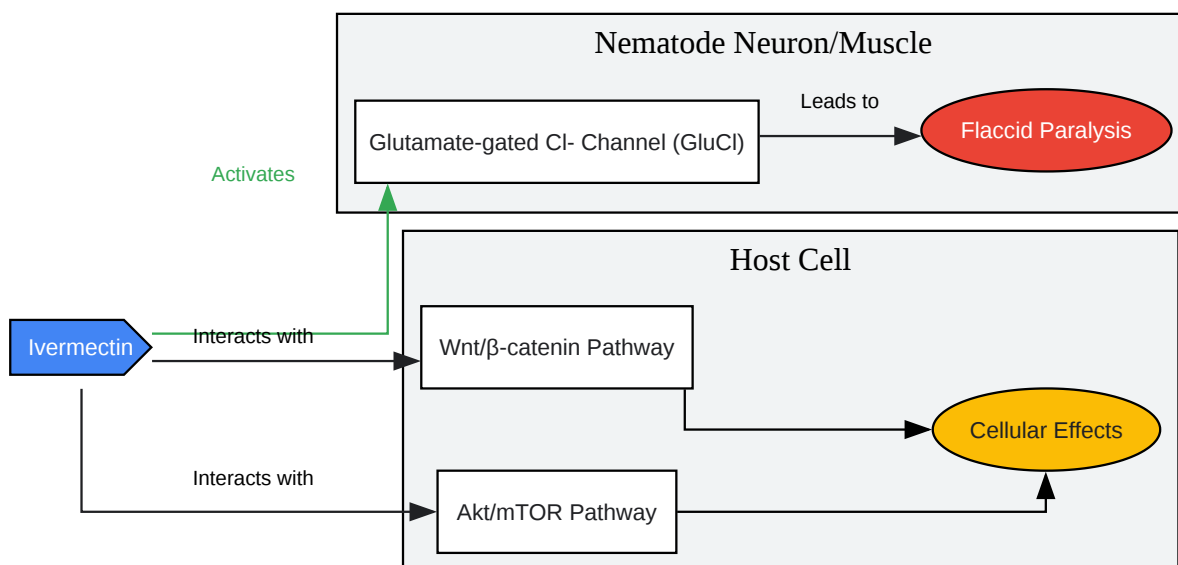 Nematode Neuron/Muscle
Leads to
Glutamate-gated Cl- Channel (GluCl)
Flaccid Paralysis
Activates
Host Cell
Ivermectin
Interacts with
Wnt/β-catenin Pathway
Cellular Effects
Interacts with
Akt/mTOR Pathway